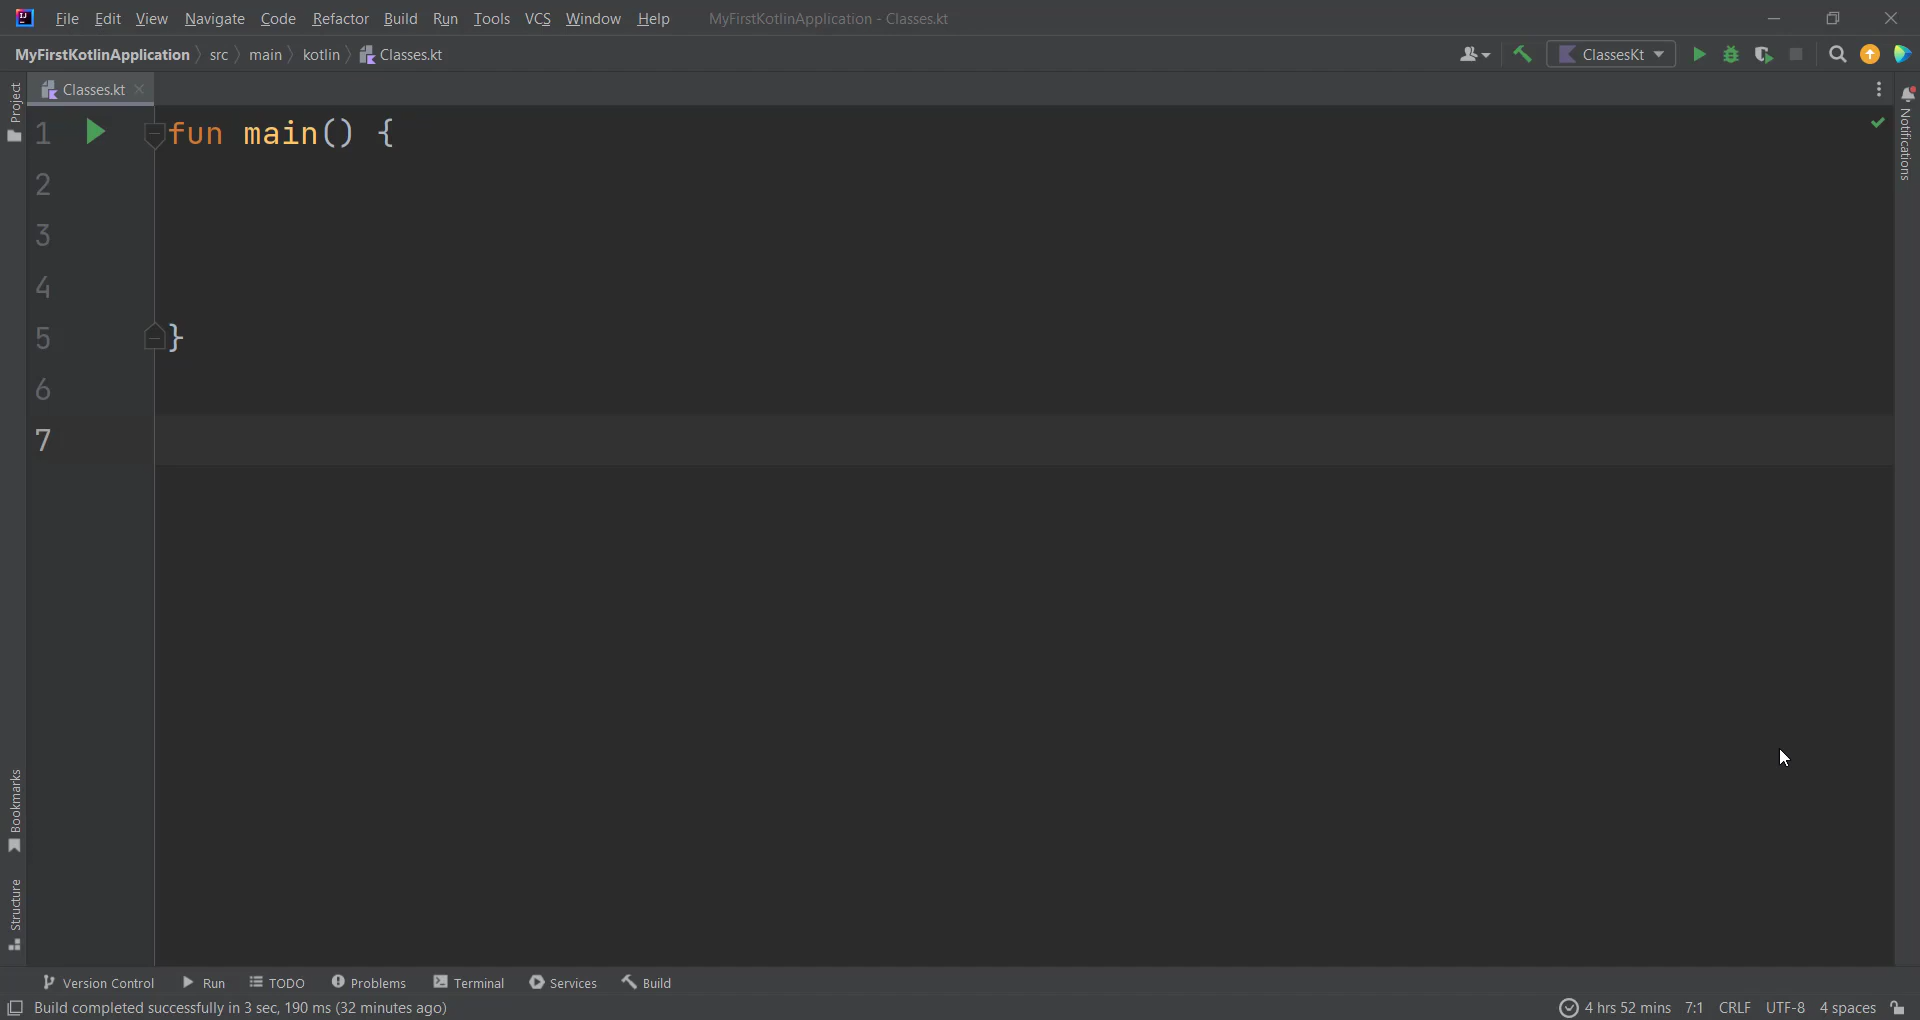 File Edit View Navigate Code Refactor Build Run Tools VCS Window Help MyFirstKotlinApplication - Classes.kt
MyFirstKotlinApplication src main kotlin Classes.kt ClassesKt
Project
Classes.kt
Notifications
1 fun main() {
2
3
4
5 }
6
7
Bookmarks
Structure
Version Control Run TODO Problems Terminal Services Build
Build completed successfully in 3 sec, 190 ms (32 minutes ago) 4 hrs 52 mins 7:1 CRLF UTF-8 4 spaces